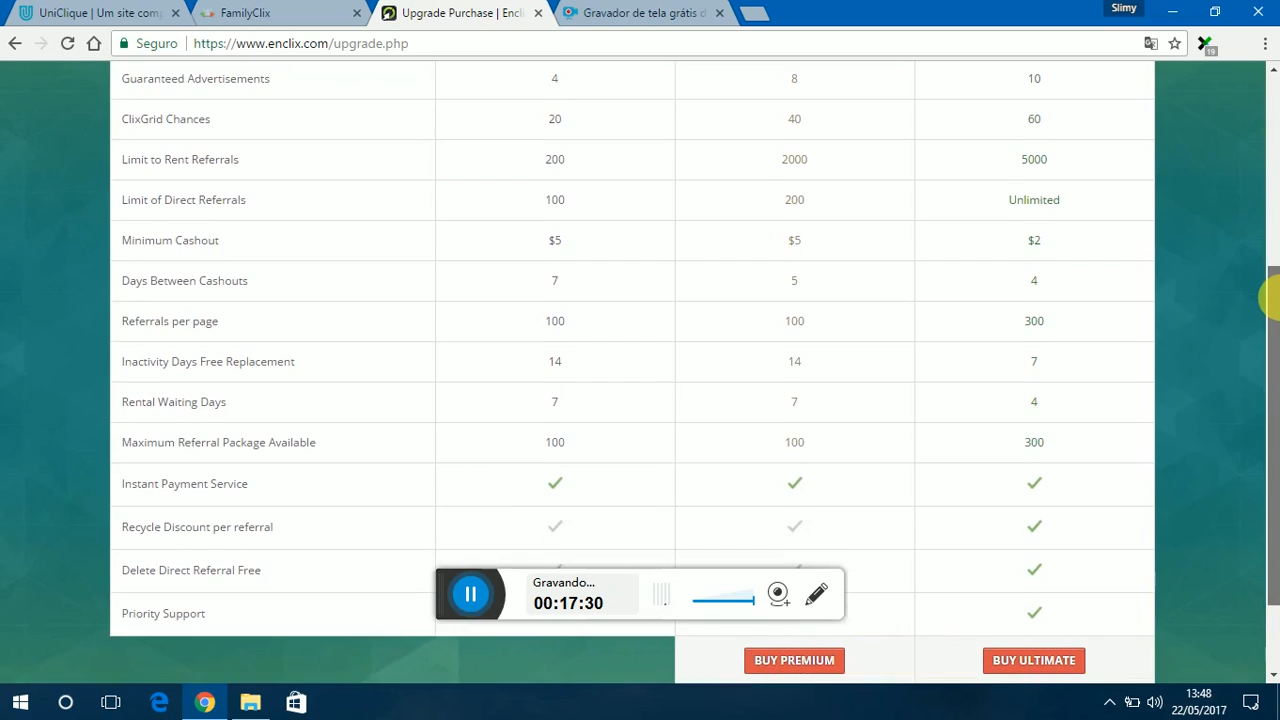 UniClique | Um site comp
FamilyClix
Upgrade Purchase | Encli
Gravador de tela grátis d
Slimy
Seguro
https://www.enclix.com/upgrade.php
19
Guaranteed Advertisements 4 8 10
ClixGrid Chances 20 40 60
Limit to Rent Referrals 200 2000 5000
Limit of Direct Referrals 100 200 Unlimited
Minimum Cashout $5 $5 $2
Days Between Cashouts 7 5 4
Referrals per page 100 100 300
Inactivity Days Free Replacement 14 14 7
Rental Waiting Days 7 7 4
Maximum Referral Package Available 100 100 300
Instant Payment Service
Recycle Discount per referral
Delete Direct Referral Free
Gravando...
00:17:30
Priority Support
BUY PREMIUM BUY ULTIMATE
13:48
22/05/2017